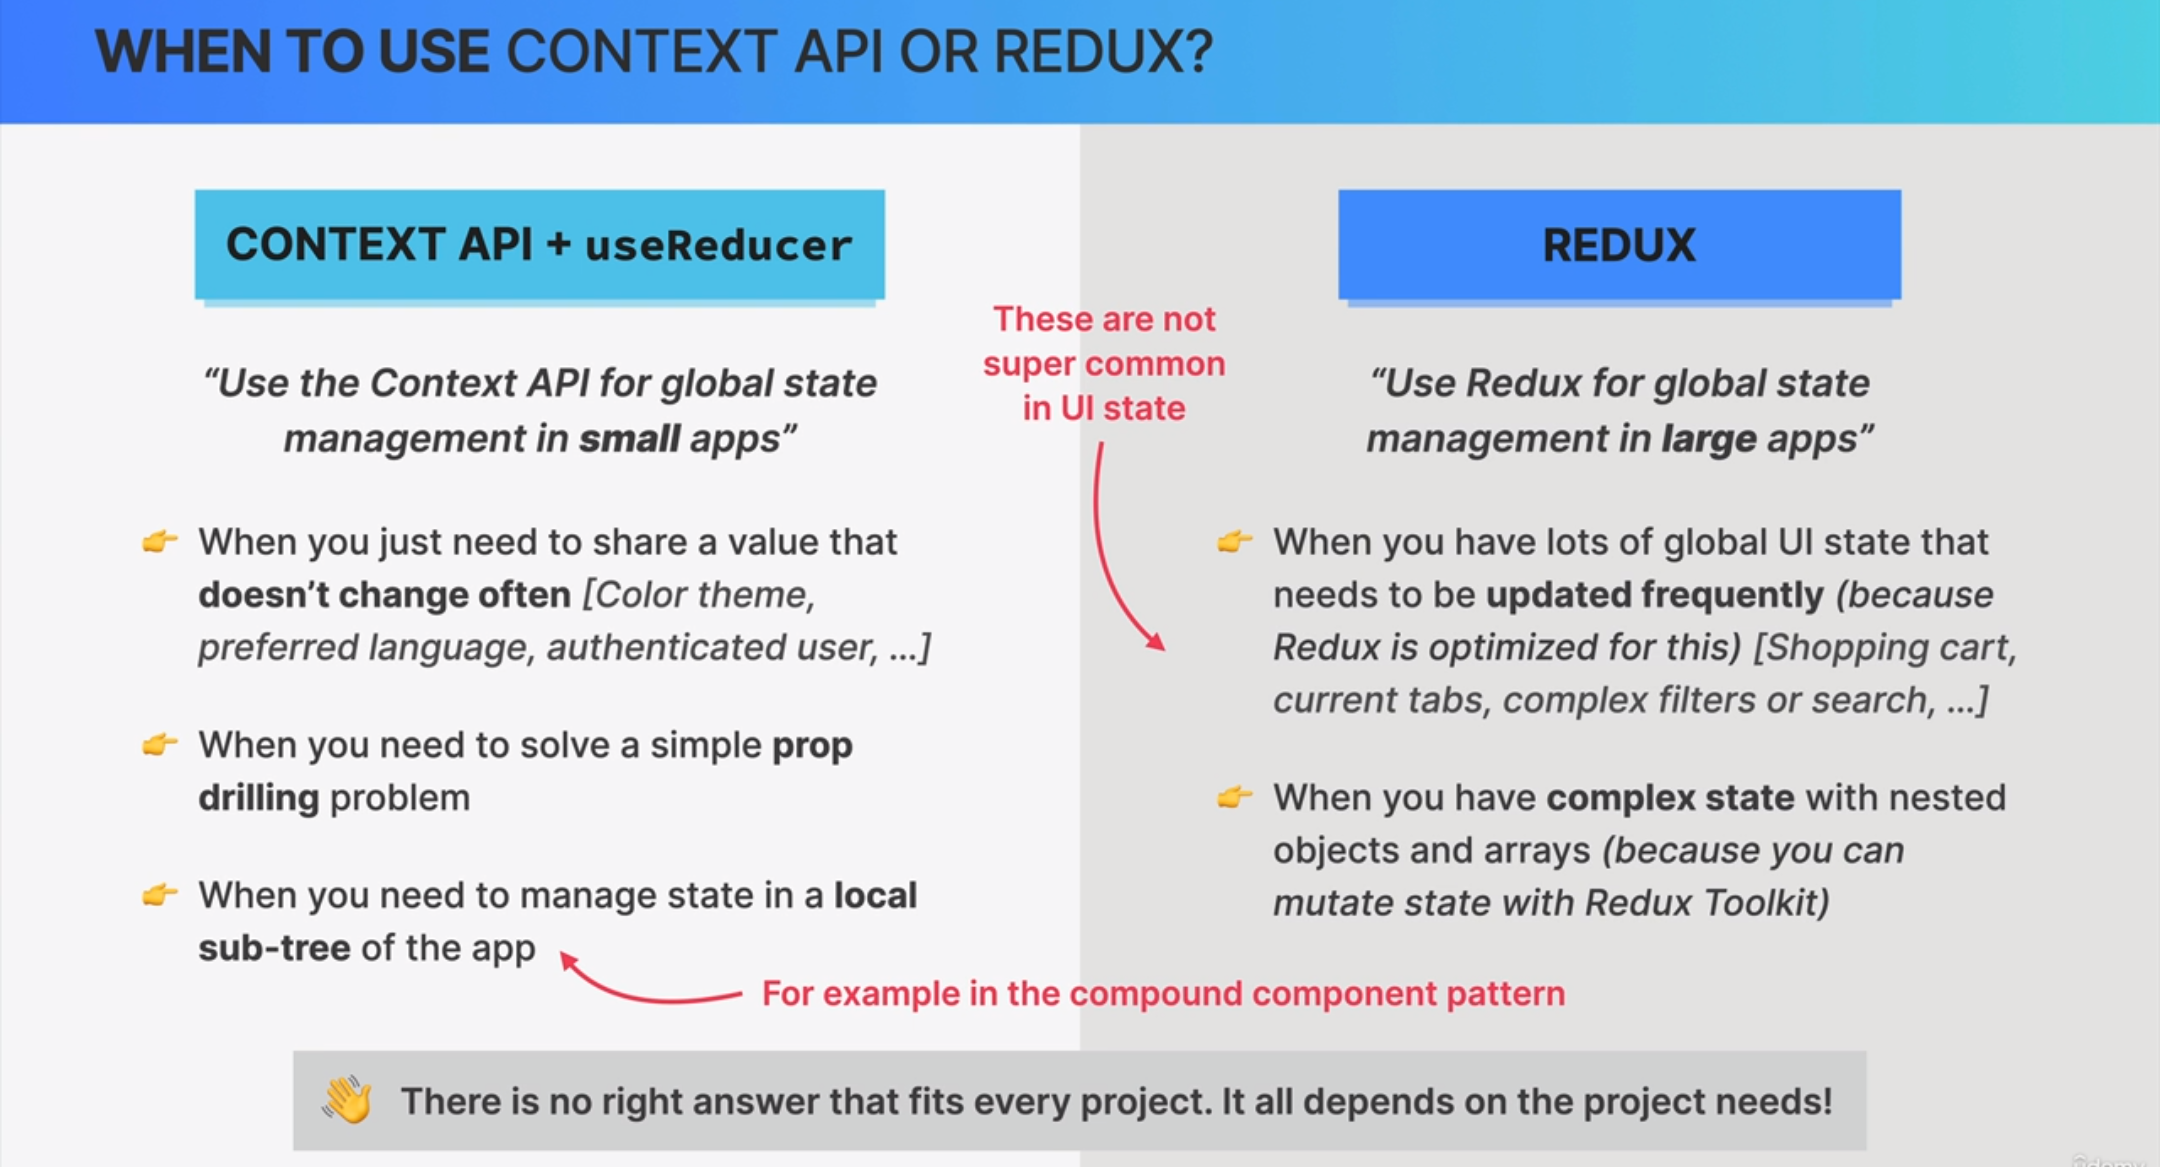 WHEN TO USE CONTEXT API OR REDUX?
CONTEXT API + useReducer
“Use the Context API for global state
management in small apps”
When you just need to share a value that
doesn’t change often [Color theme,
preferred language, authenticated user, ...]
When you need to solve a simple prop
drilling problem
When you need to manage state in a local
sub-tree of the app
For example in the compound component pattern
These are not
super common
in UI state
REDUX
“Use Redux for global state
management in large apps”
When you have lots of global UI state that
needs to be updated frequently (because
Redux is optimized for this) [Shopping cart,
current tabs, complex filters or search, ...]
When you have complex state with nested
objects and arrays (because you can
mutate state with Redux Toolkit)
There is no right answer that fits every project. It all depends on the project needs!